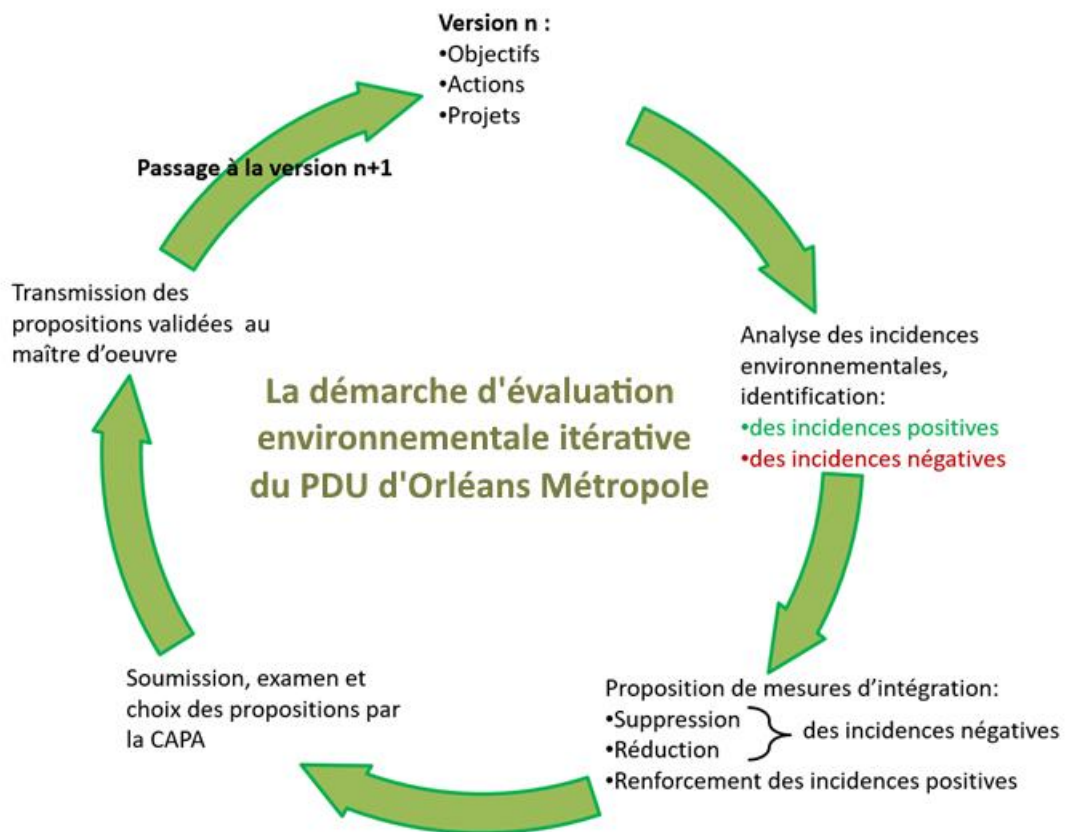 Version n :
•Objectifs
•Actions
•Projets
Passage à la version n+1
Analyse des incidences
environnementales,
identification:
•des incidences positives
•des incidences négatives
Proposition de mesures d'intégration:
•Suppression
•Réduction
des incidences négatives
•Renforcement des incidences positives
Soumission, examen et
choix des propositions par
la CAPA
Transmission des
propositions validées au
maître d'oeuvre
La démarche d'évaluation
environnementale itérative
du PDU d'Orléans Métropole